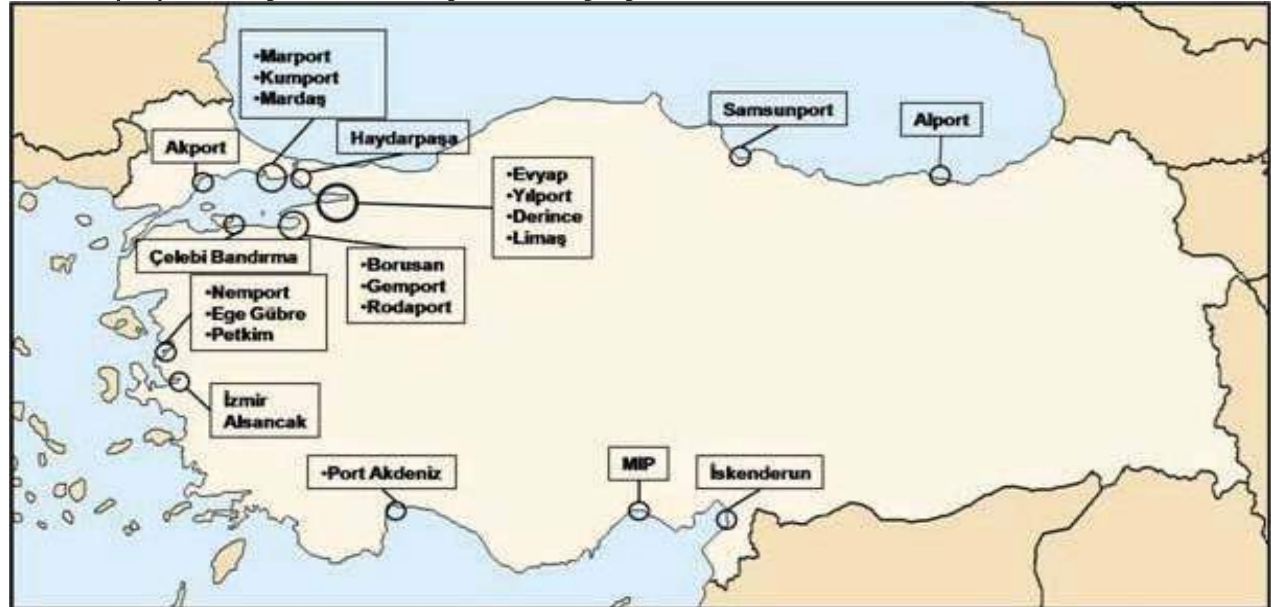 •Marport
•Kumport
•Mardaş
Haydarpaşa
Akport
Samsunport
Alport
•Evyap
•Yılport
•Derince
•Limaş
Çelebi Bandırma
•Borusan
•Gemport
•Rodaport
•Nemport
•Ege Gübre
•Petkim
İzmir
Alsancak
•Port Akdeniz
MIP
İskenderun